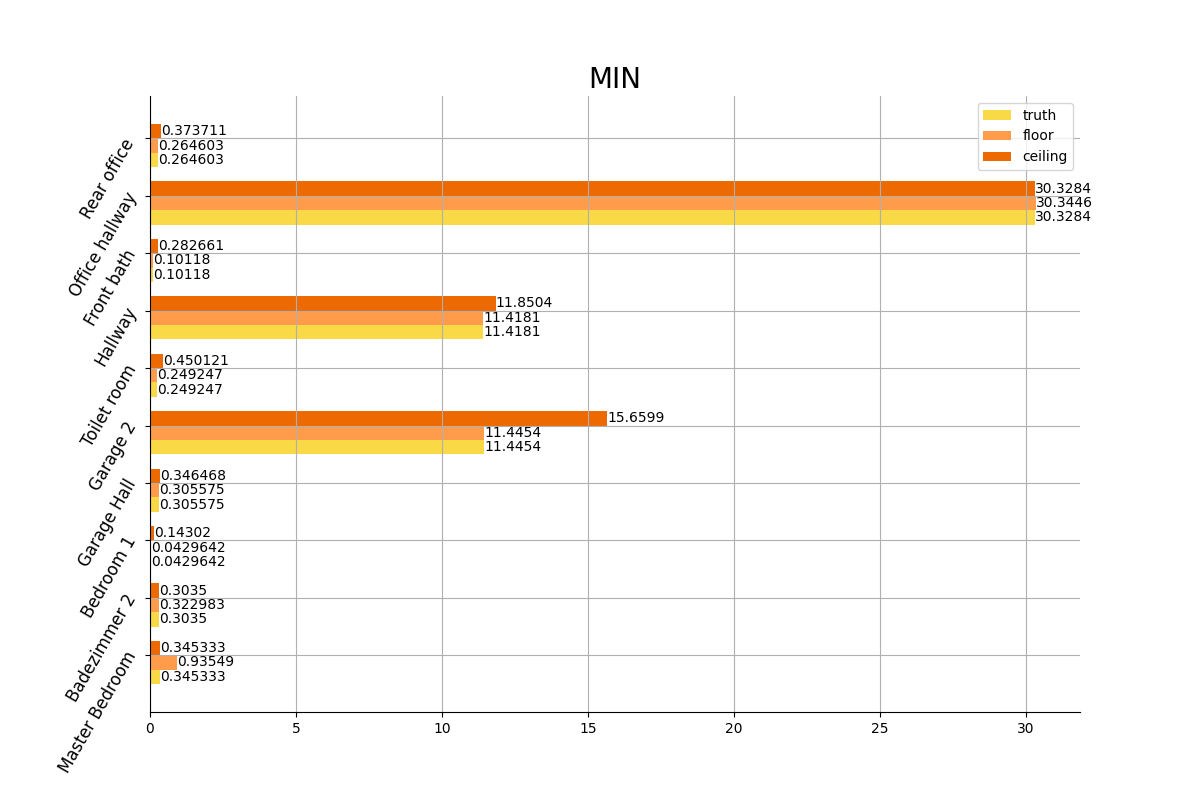 MIN
truth
floor
ceiling
Rear office
0.373711
0.264603
0.264603
Office hallway
30.3284
30.3446
30.3284
Front bath
0.282661
0.10118
0.10118
Hallway
11.8504
11.4181
11.4181
Toilet room
0.450121
0.249247
0.249247
Garage 2
15.6599
11.4454
11.4454
Garage Hall
0.346468
0.305575
0.305575
Bedroom 1
0.14302
0.0429642
0.0429642
Badezimmer 2
0.3035
0.322983
0.3035
Master Bedroom
0.345333
0.93549
0.345333
0 5 10 15 20 25 30